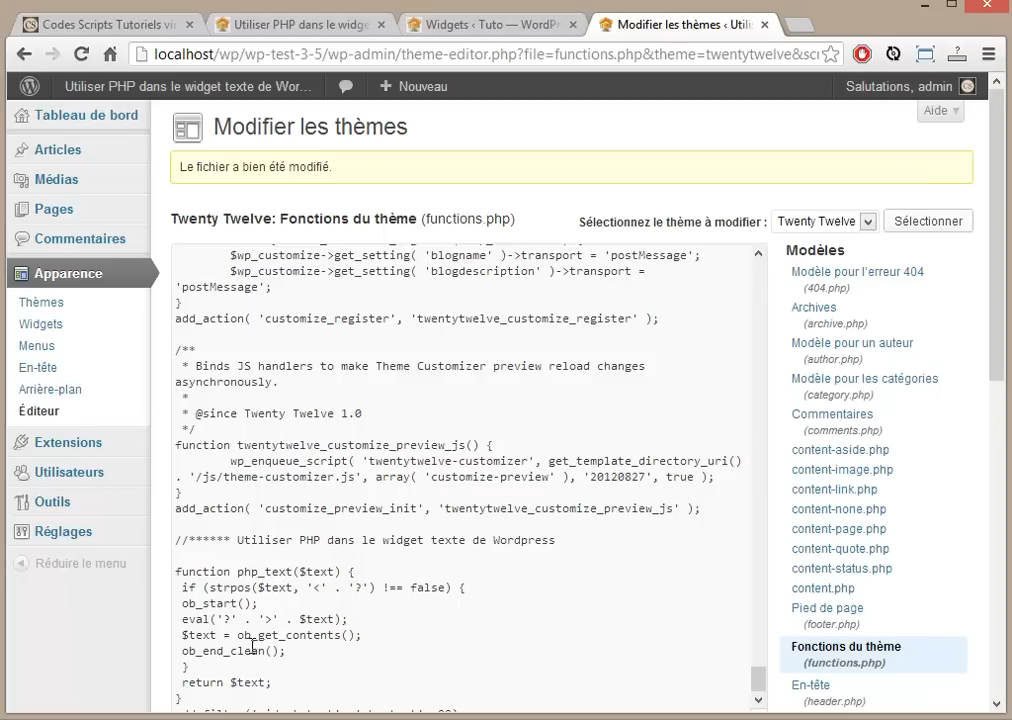 Codes Scripts Tutoriels vi
Utiliser PHP dans le widge
Widgets ‹ Tuto — WordPr
Modifier les thèmes ‹ Utili
localhost/wp/wp-test-3-5/wp-admin/theme-editor.php?file=functions.php&theme=twentytwelve&scr
Utiliser PHP dans le widget texte de Wor...
Nouveau
Salutations, admin
Tableau de bord
Articles
Médias
Pages
Commentaires
Apparence
Thèmes
Widgets
Menus
En-tête
Arrière-plan
Éditeur
Extensions
Utilisateurs
Outils
Réglages
Réduire le menu
Aide
Modifier les thèmes
Le fichier a bien été modifié.
Twenty Twelve: Fonctions du thème (functions.php)
Sélectionnez le thème à modifier : Twenty Twelve Sélectionner
$wp_customize->get_setting( 'blogname' )->transport = 'postMessage';
$wp_customize->get_setting( 'blogdescription' )->transport =
'postMessage';
}
add_action( 'customize_register', 'twentytwelve_customize_register' );
/**
* Binds JS handlers to make Theme Customizer preview reload changes
asynchronously.
*
* @since Twenty Twelve 1.0
*/
function twentytwelve_customize_preview_js() {
wp_enqueue_script( 'twentytwelve-customizer', get_template_directory_uri()
. '/js/theme-customizer.js', array( 'customize-preview' ), '20120827', true );
}
add_action( 'customize_preview_init', 'twentytwelve_customize_preview_js' );
//****** Utiliser PHP dans le widget texte de Wordpress
function php_text($text) {
if (strpos($text, '<' . '?') !== false) {
ob_start();
eval('?' . '>' . $text);
$text = ob_get_contents();
ob_end_clean();
}
return $text;
}
Modèles
Modèle pour l'erreur 404
(404.php)
Archives
(archive.php)
Modèle pour un auteur
(author.php)
Modèle pour les catégories
(category.php)
Commentaires
(comments.php)
content-aside.php
content-image.php
content-link.php
content-none.php
content-page.php
content-quote.php
content-status.php
content.php
Pied de page
(footer.php)
Fonctions du thème
(functions.php)
En-tête
(header.php)